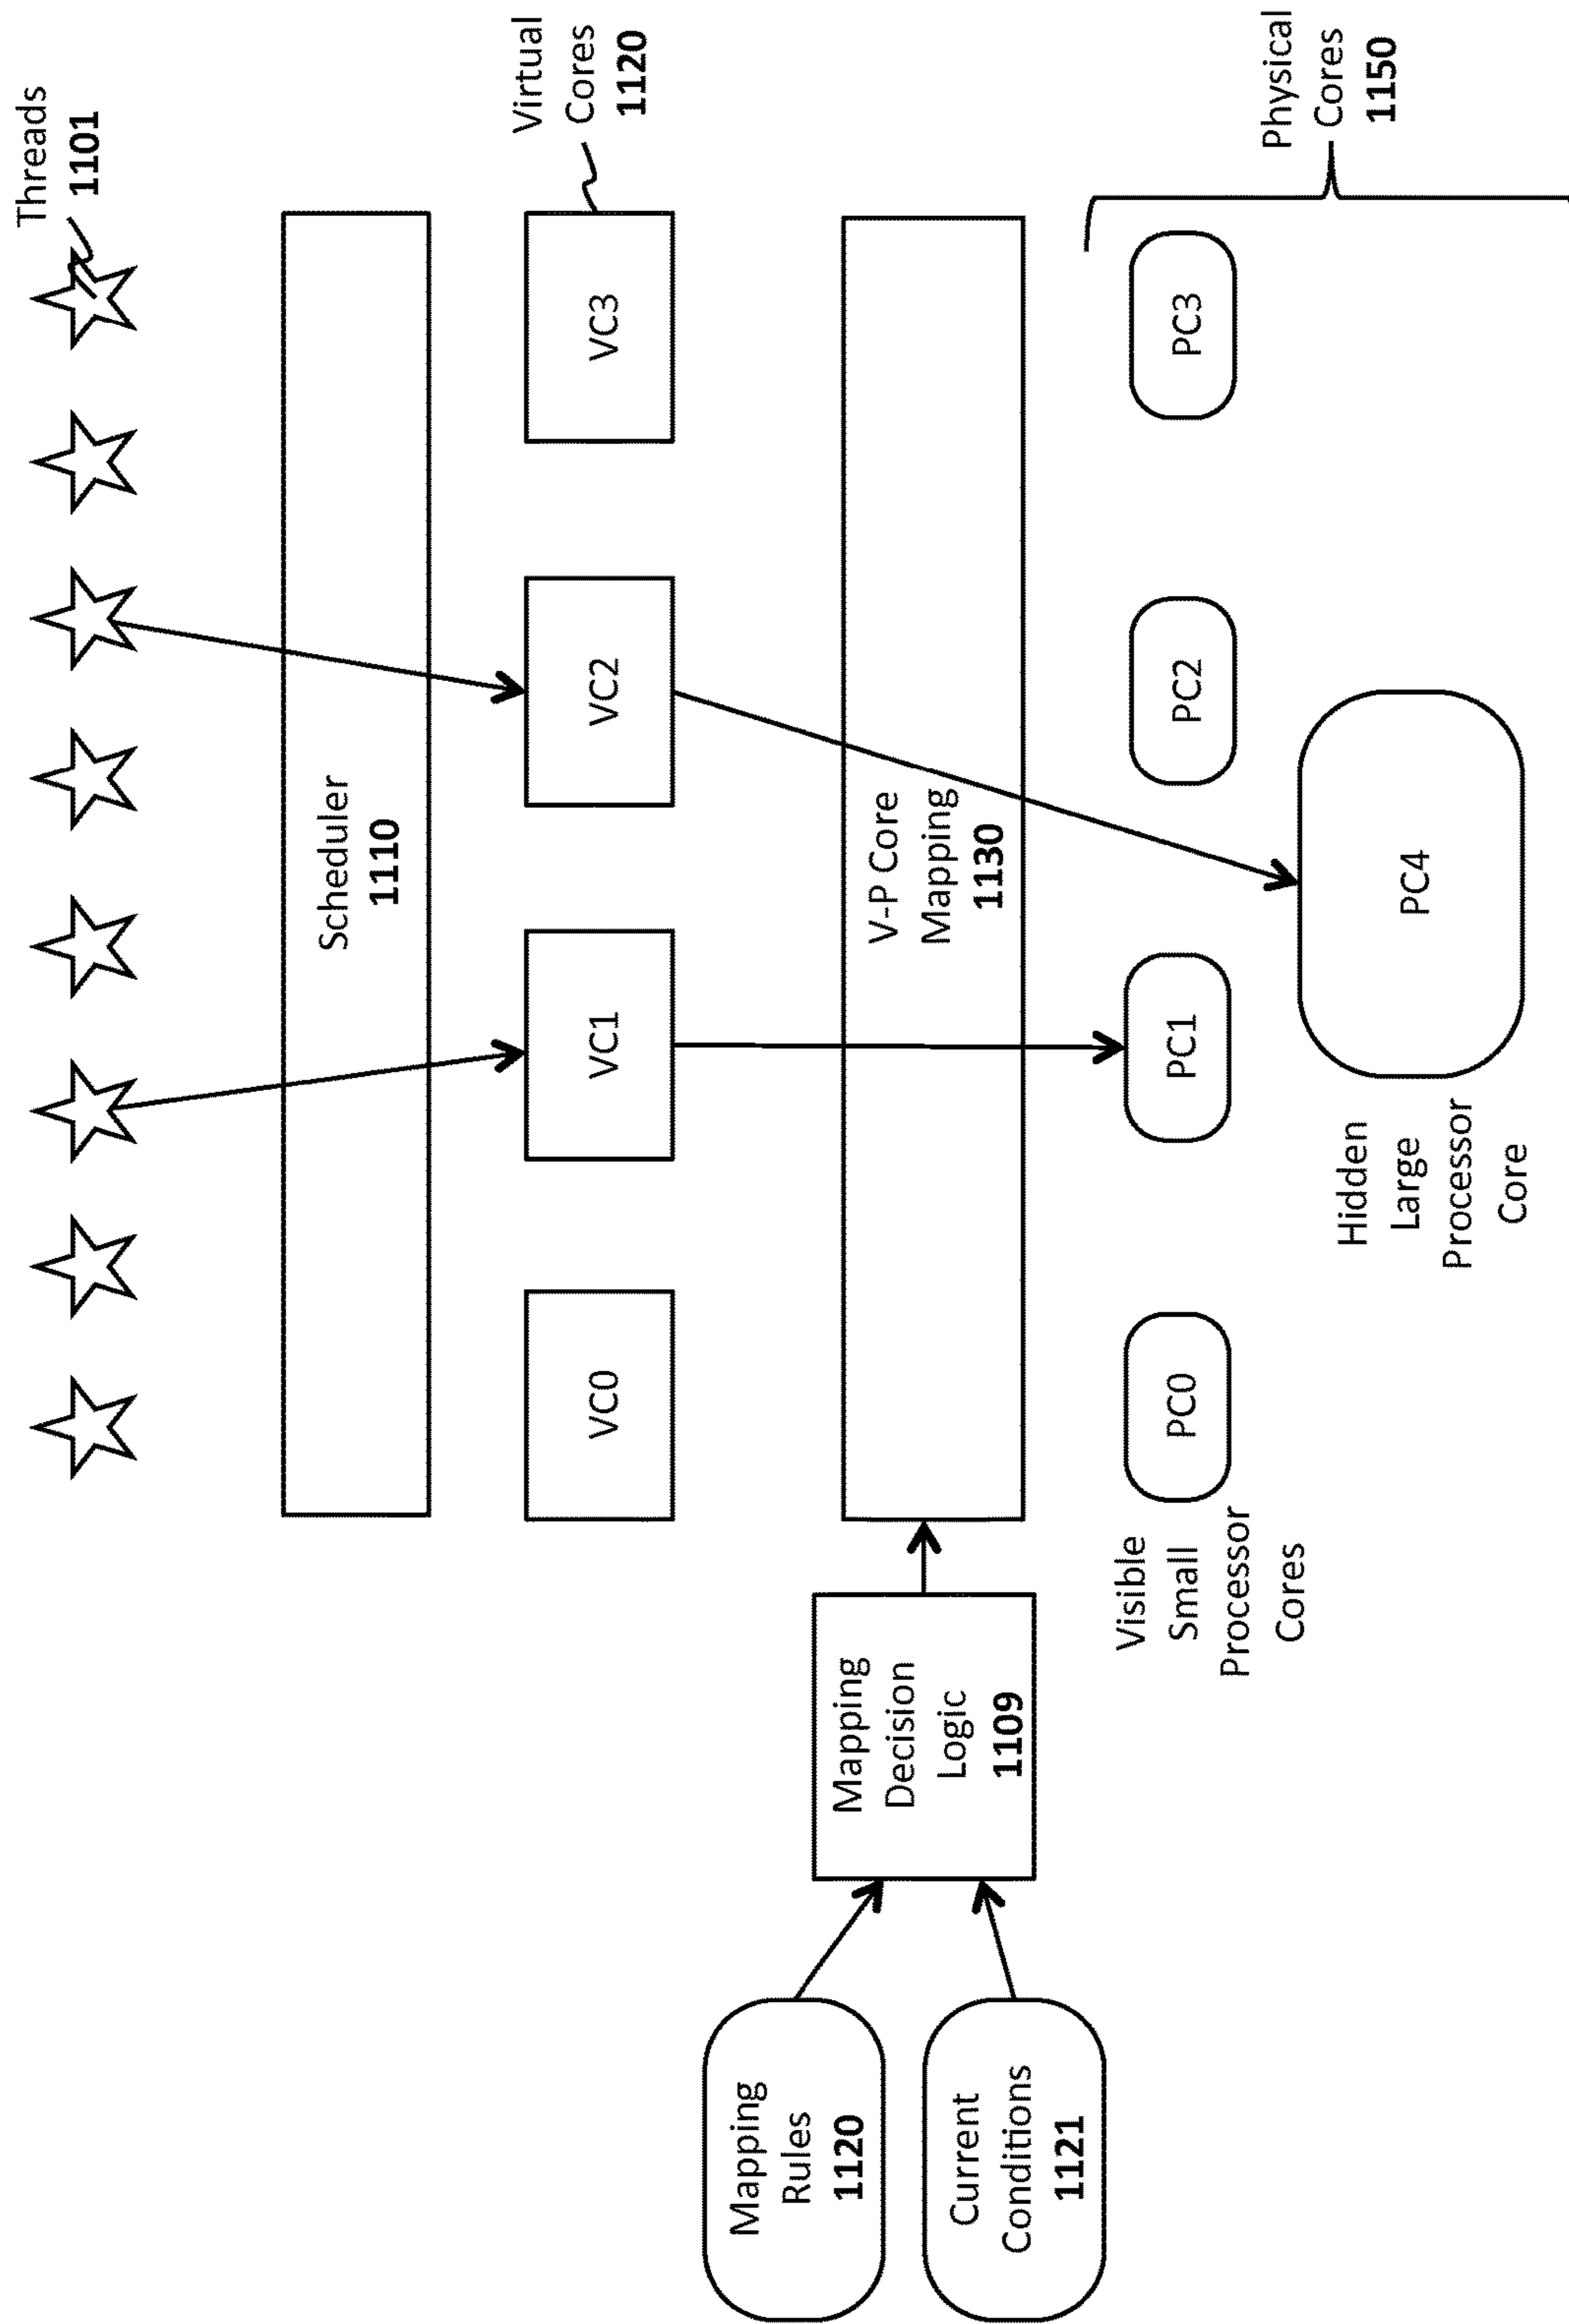 Threads
1101
Scheduler
1110
Virtual
Cores
1120
VC0
VC1
VC2
VC3
Mapping
Rules
1120
Current
Conditions
1121
Mapping
Decision
Logic
1109
V-P Core
Mapping
1130
Visible
Small
Processor
Cores
PC0
PC1
PC2
PC3
Hidden
Large
Processor
Core
PC4
Physical
Cores
1150